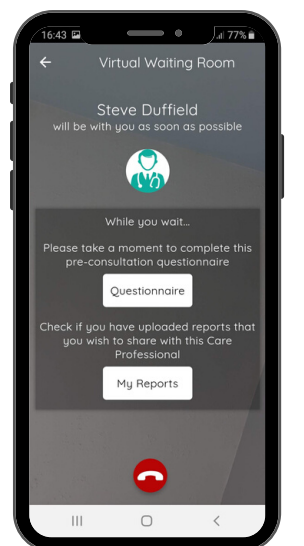 16:43 77%
Virtual Waiting Room
Steve Duffield
will be with you as soon as possible
While you wait...
Please take a moment to complete this
pre-consultation questionnaire
Questionnaire
Check if you have uploaded reports that
you wish to share with this Care
Professional
My Reports